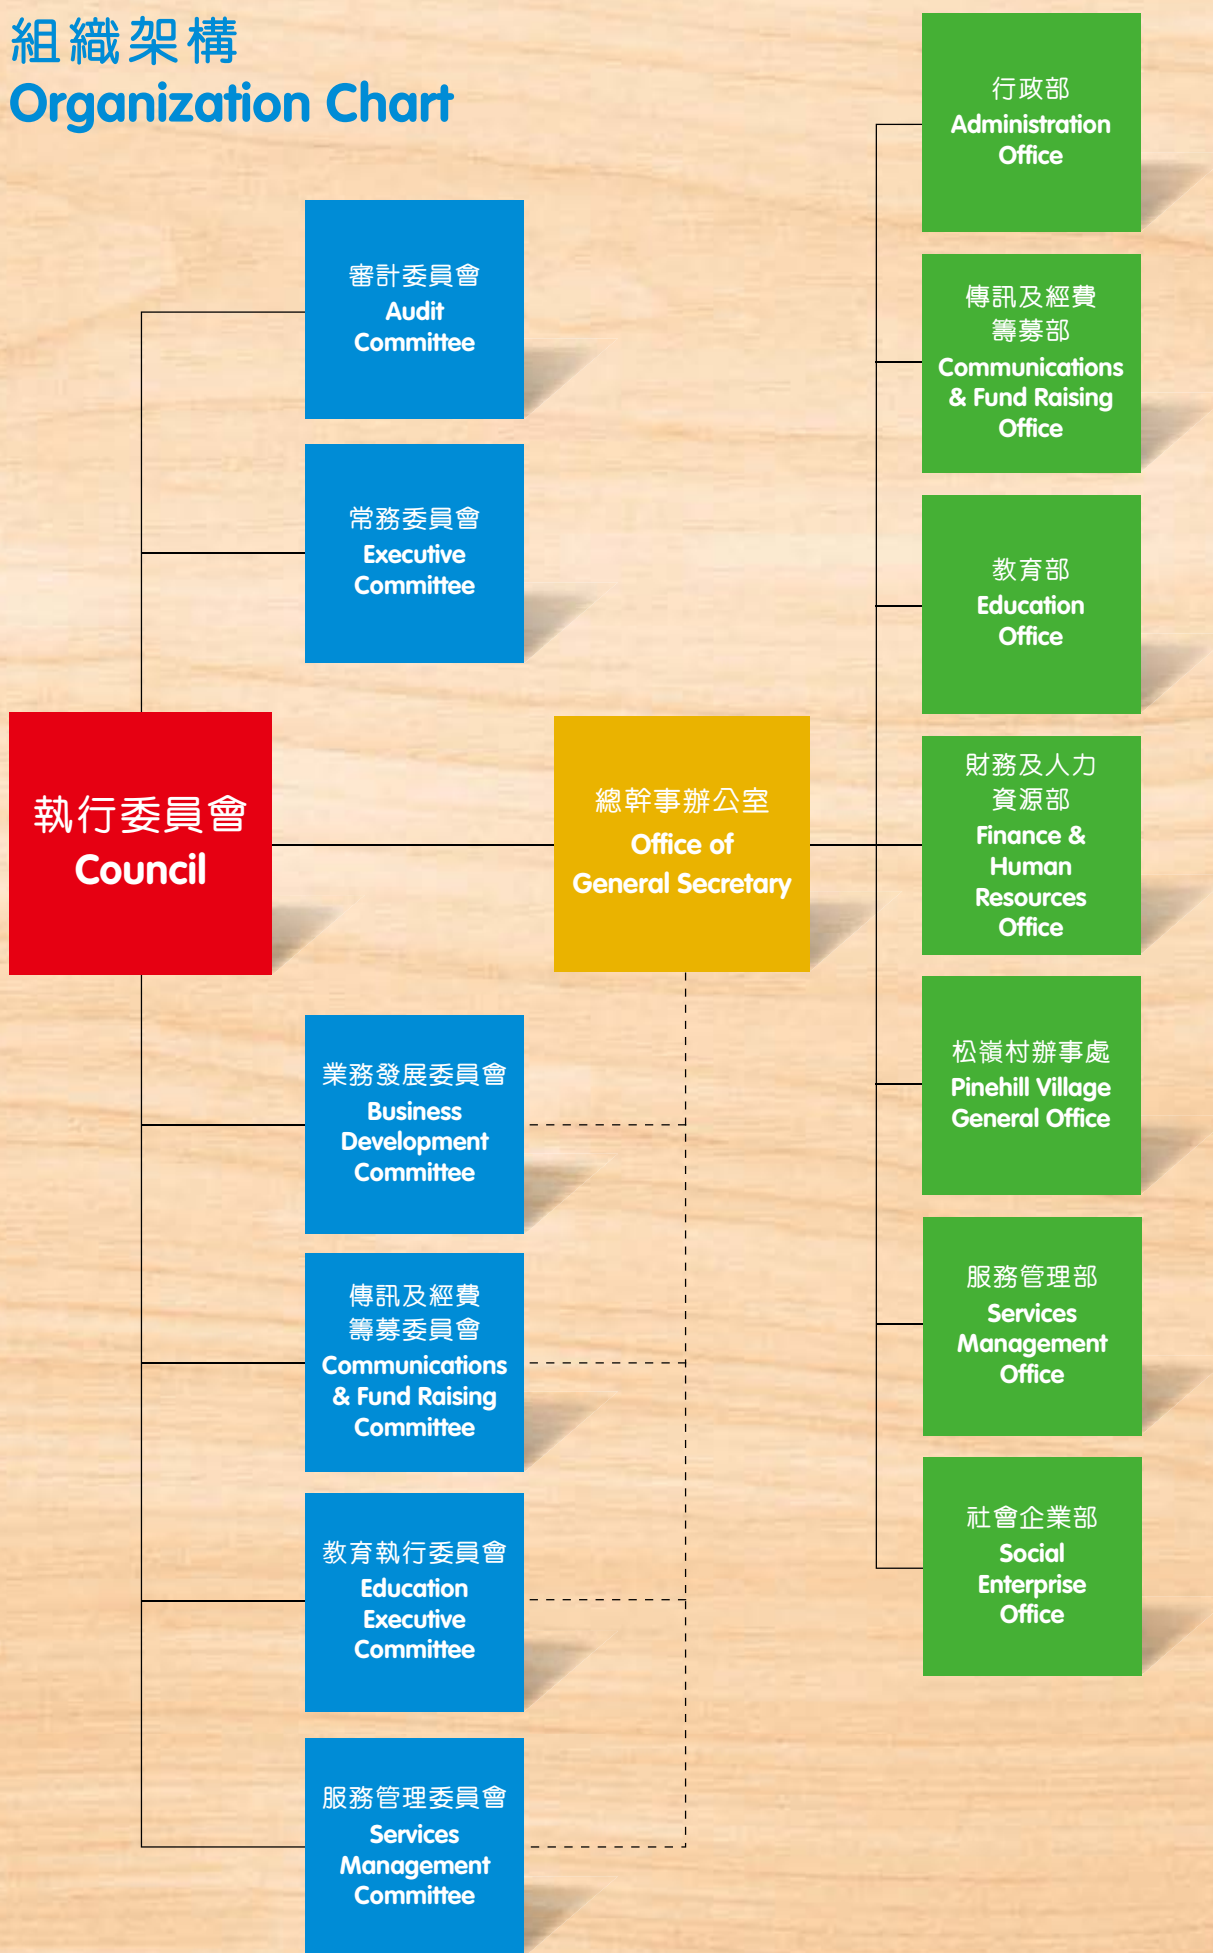 組織架構
Organization Chart
審計委員會
Audit
Committee
常務委員會
Executive
Committee
執行委員會
Council
總幹事辦公室
Office of
General Secretary
業務發展委員會
Business
Development
Committee
傳訊及經費
籌募委員會
Communications
& Fund Raising
Committee
教育執行委員會
Education
Executive
Committee
服務管理委員會
Services
Management
Committee
行政部
Administration
Office
傳訊及經費
籌募部
Communications
& Fund Raising
Office
教育部
Education
Office
財務及人力
資源部
Finance &
Human
Resources
Office
松嶺村辦事處
Pinehill Village
General Office
服務管理部
Services
Management
Office
社會企業部
Social
Enterprise
Office